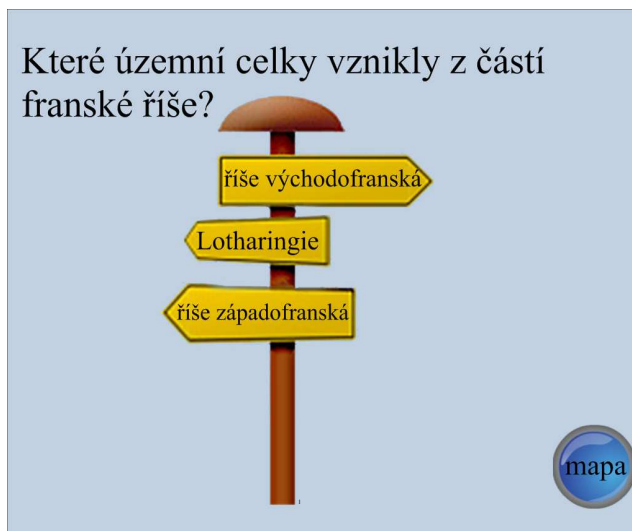 Které územní celky vznikly z částí
franské říše?
říše východofranská
Lotharingie
říše západofranská
mapa